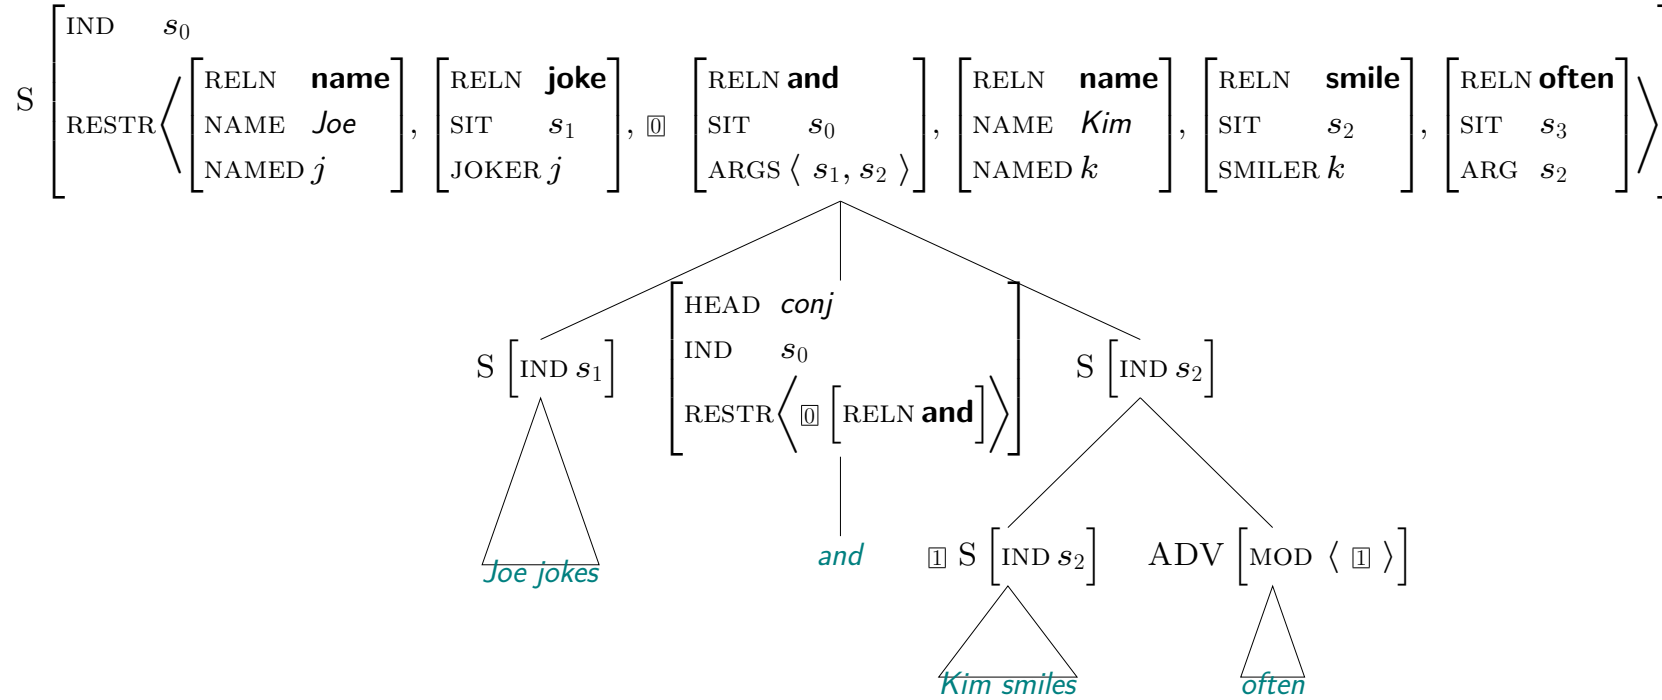 S [IND s₀
RESTR ⟨ [RELN name, NAME Joe, NAMED j], [RELN joke, SIT s₁, JOKER j], 0 [RELN and, SIT s₀, ARGS ⟨ s₁, s₂ ⟩], [RELN name, NAME Kim, NAMED k], [RELN smile, SIT s₂, SMILER k], [RELN often, SIT s₃, ARG s₂] ⟩]
HEAD conj
IND s₀
RESTR ⟨ 0 [RELN and] ⟩
S [IND s₁]
S [IND s₂]
Joe jokes
and
1 S [IND s₂]
ADV [MOD ⟨ 1 ⟩]
Kim smiles
often